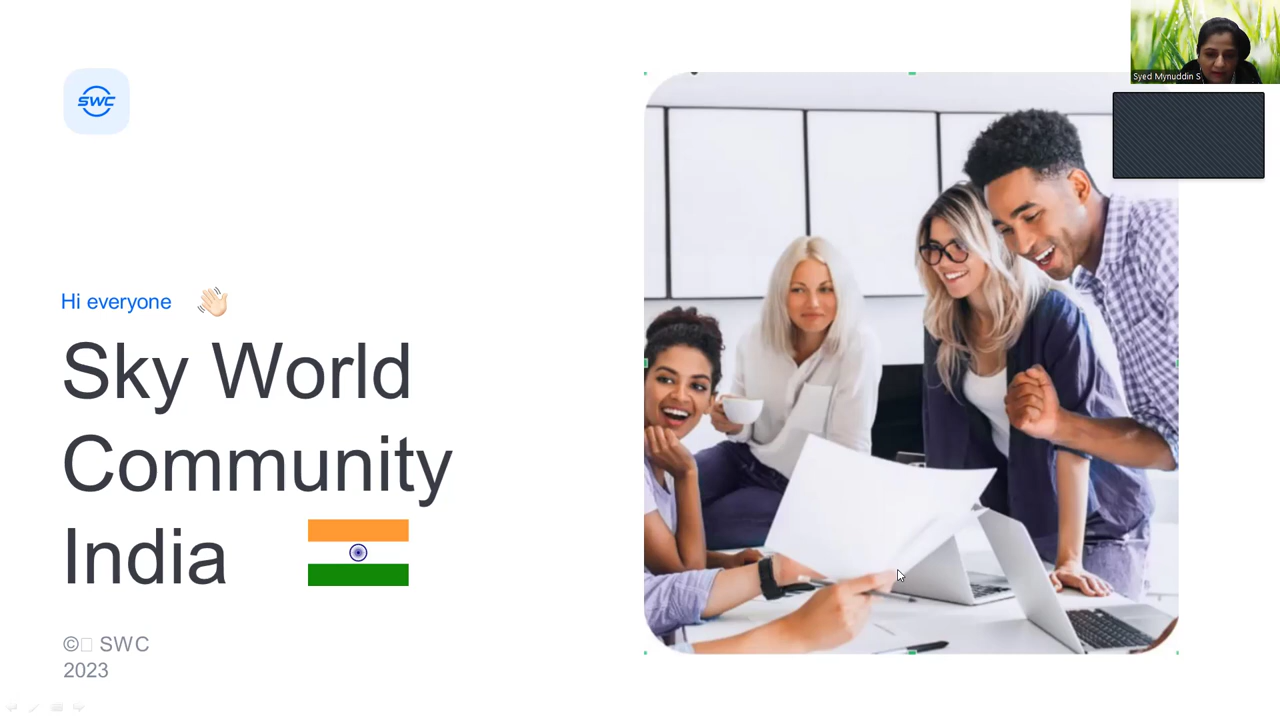 SWC
Syed Mynuddin S
Hi everyone
Sky World
Community
India
© SWC
2023